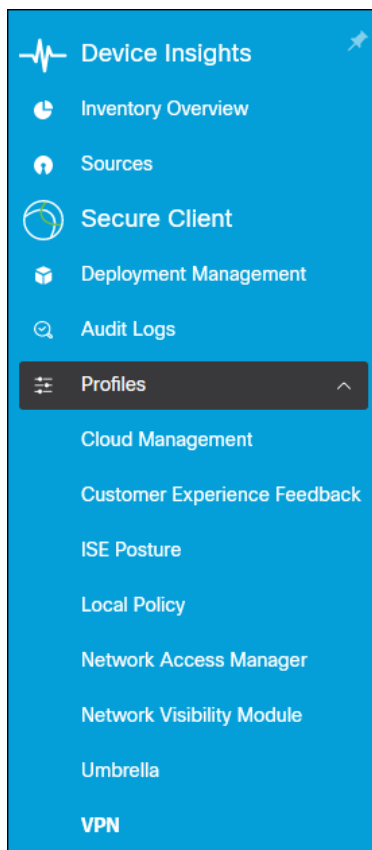 Device Insights
Inventory Overview
Sources
Secure Client
Deployment Management
Audit Logs
Profiles
Cloud Management
Customer Experience Feedback
ISE Posture
Local Policy
Network Access Manager
Network Visibility Module
Umbrella
VPN